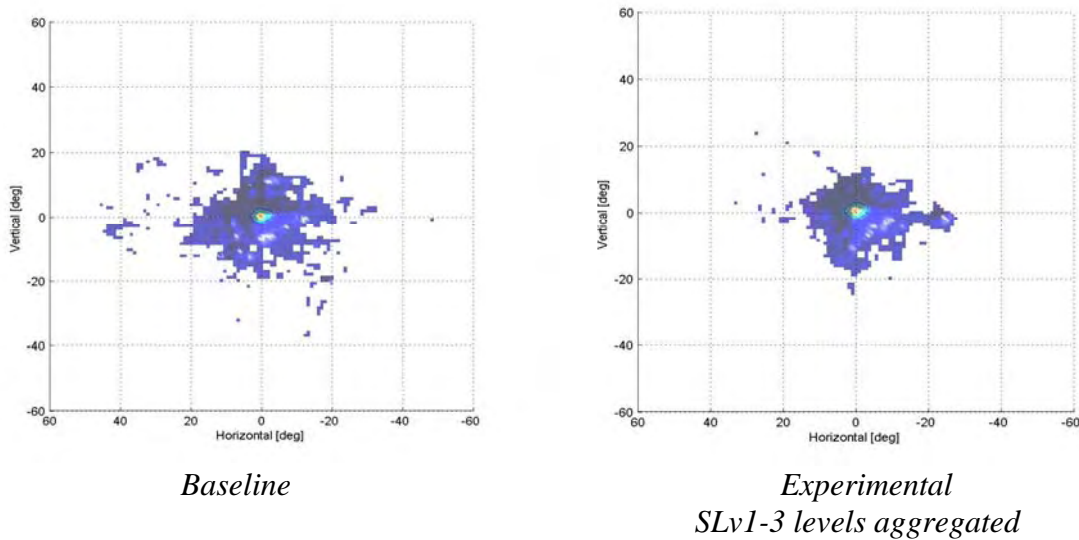 60
40
20
0
-20
-40
-60
Vertical [deg]
60 40 20 0 -20 -40 -60
Horizontal [deg]
Baseline
60
40
20
0
-20
-40
-60
Vertical [deg]
60 40 20 0 -20 -40 -60
Horizontal [deg]
Experimental
SLv1-3 levels aggregated